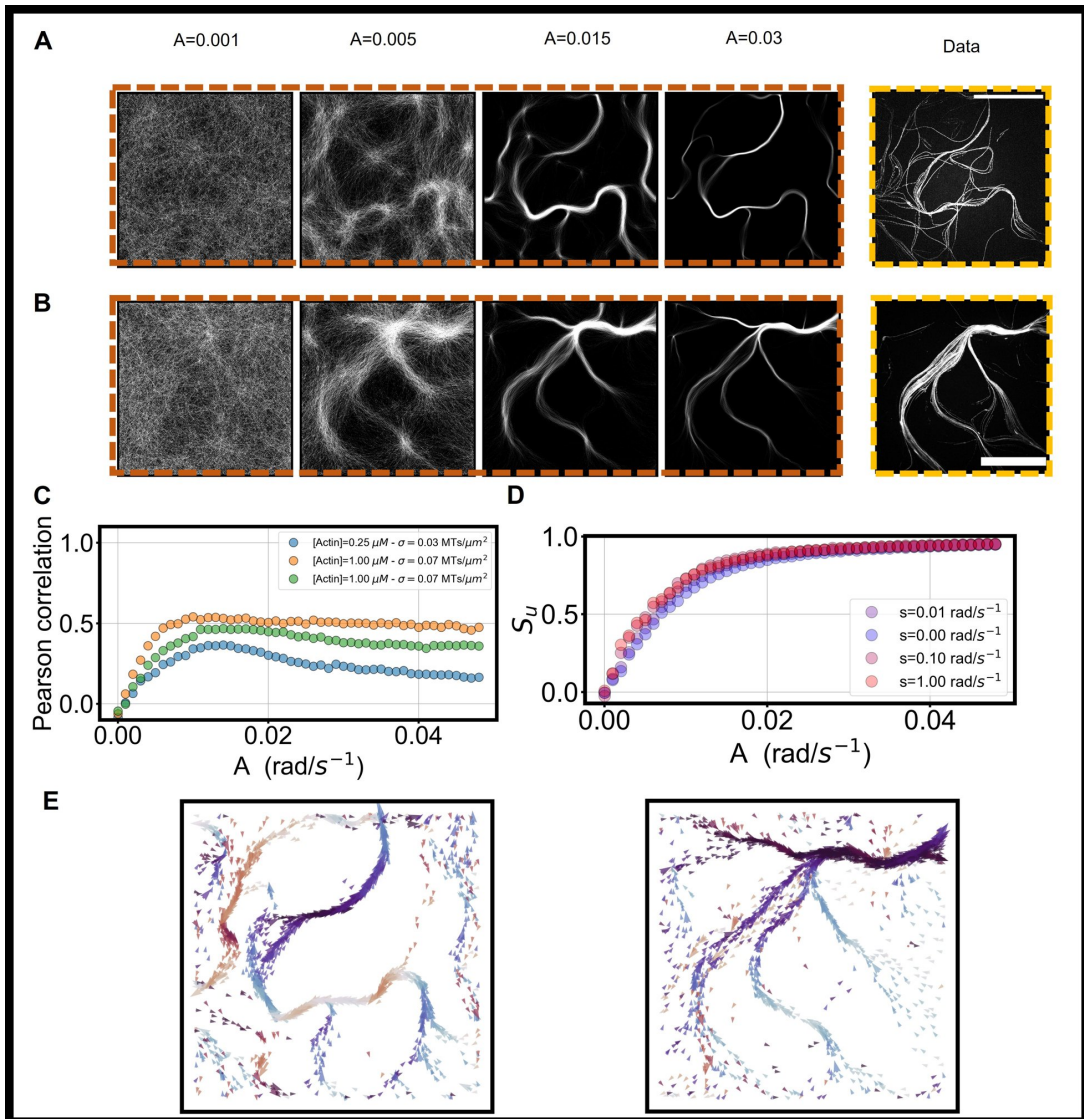 A
A=0.001 A=0.005 A=0.015 A=0.03 Data
B
C
1.0
0.5
0.0
Pearson correlation
[Actin]=0.25 μM - σ = 0.03 MTs/μm²
[Actin]=1.00 μM - σ = 0.07 MTs/μm²
[Actin]=1.00 μM - σ = 0.07 MTs/μm²
0.00 0.02 0.04
A (rad/s⁻¹)
D
1.0
0.5
0.0
Sᵤ
s=0.01 rad/s⁻¹
s=0.00 rad/s⁻¹
s=0.10 rad/s⁻¹
s=1.00 rad/s⁻¹
0.00 0.02 0.04
A (rad/s⁻¹)
E